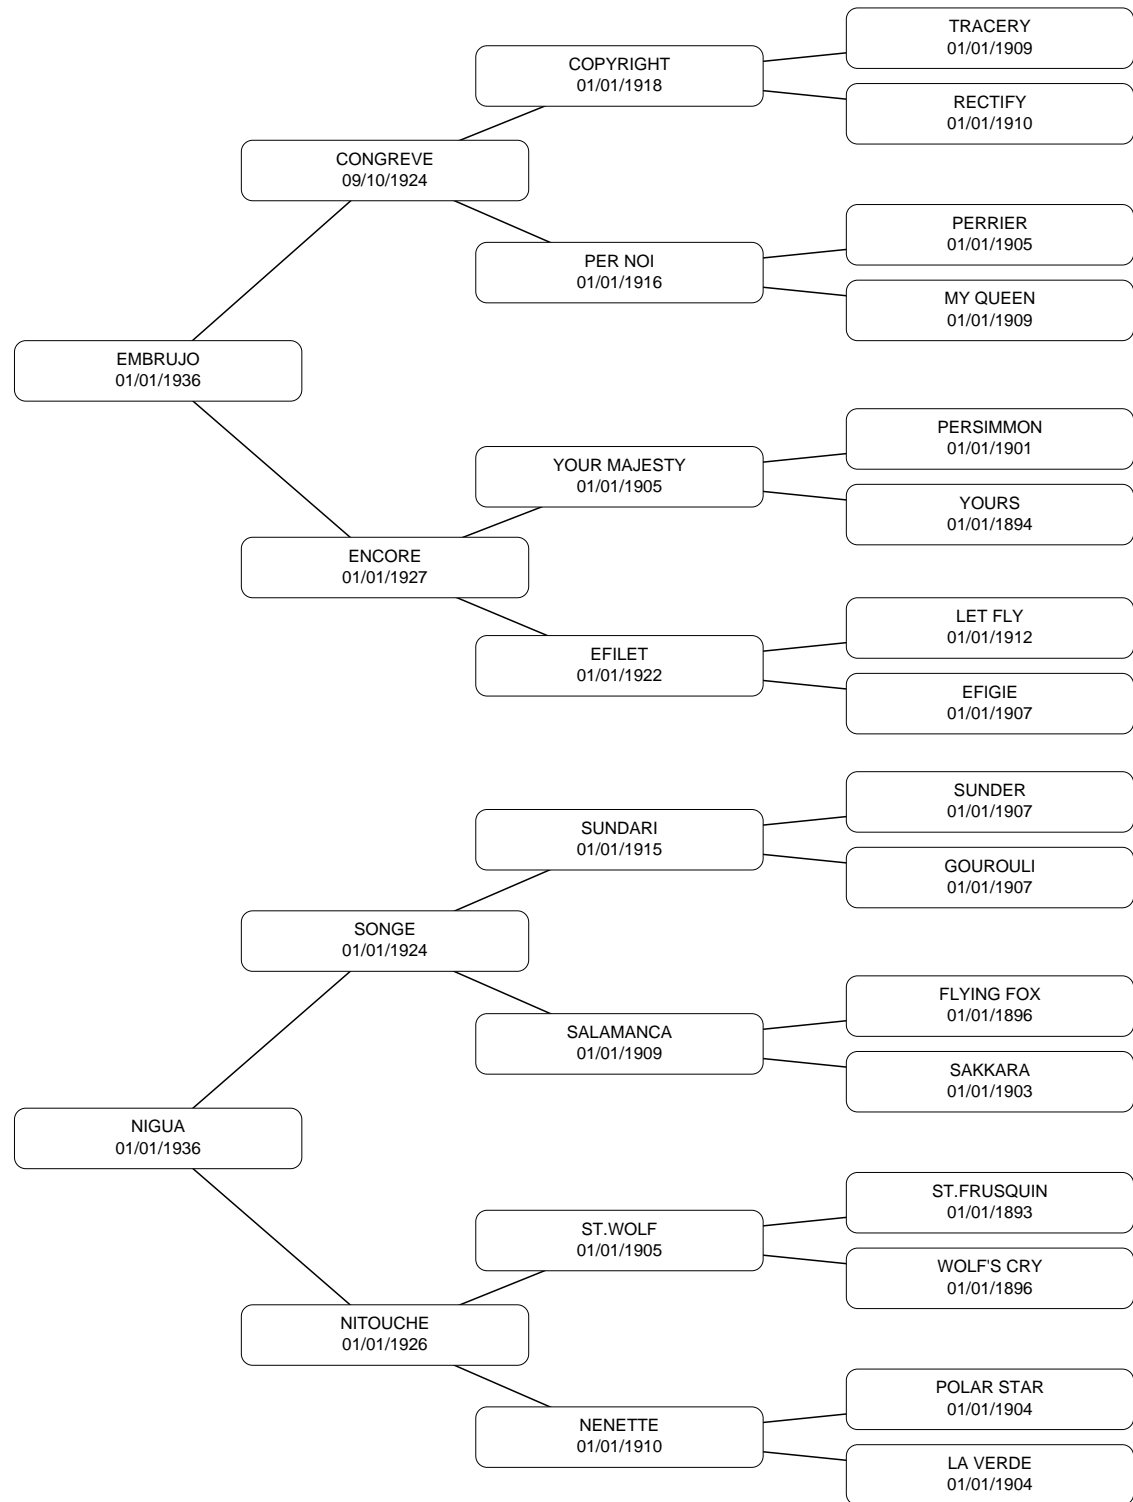 TRACERY
01/01/1909
COPYRIGHT
01/01/1918
RECTIFY
01/01/1910
CONGREVE
09/10/1924
PERRIER
01/01/1905
PER NOI
01/01/1916
MY QUEEN
01/01/1909
EMBRUJO
01/01/1936
PERSIMMON
01/01/1901
YOUR MAJESTY
01/01/1905
YOURS
01/01/1894
ENCORE
01/01/1927
LET FLY
01/01/1912
EFILET
01/01/1922
EFIGIE
01/01/1907
SUNDER
01/01/1907
SUNDARI
01/01/1915
GOUROULI
01/01/1907
SONGE
01/01/1924
FLYING FOX
01/01/1896
SALAMANCA
01/01/1909
SAKKARA
01/01/1903
NIGUA
01/01/1936
ST.FRUSQUIN
01/01/1893
ST.WOLF
01/01/1905
WOLF'S CRY
01/01/1896
NITOUCHE
01/01/1926
POLAR STAR
01/01/1904
NENETTE
01/01/1910
LA VERDE
01/01/1904